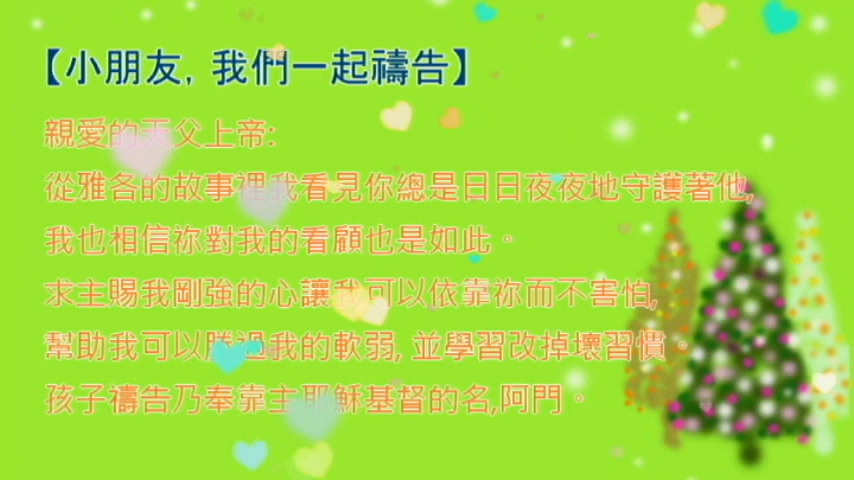 【小朋友, 我們一起禱告】
親愛的天父上帝:
從雅各的故事裡我看見你總是日日夜夜地守護著他,
我也相信祢對我的看顧也是如此。
求主賜我剛強的心讓我可以依靠祢而不害怕,
幫助我可以勝過我的軟弱, 並學習改掉壞習慣。
孩子禱告乃奉靠主耶穌基督的名,阿門。